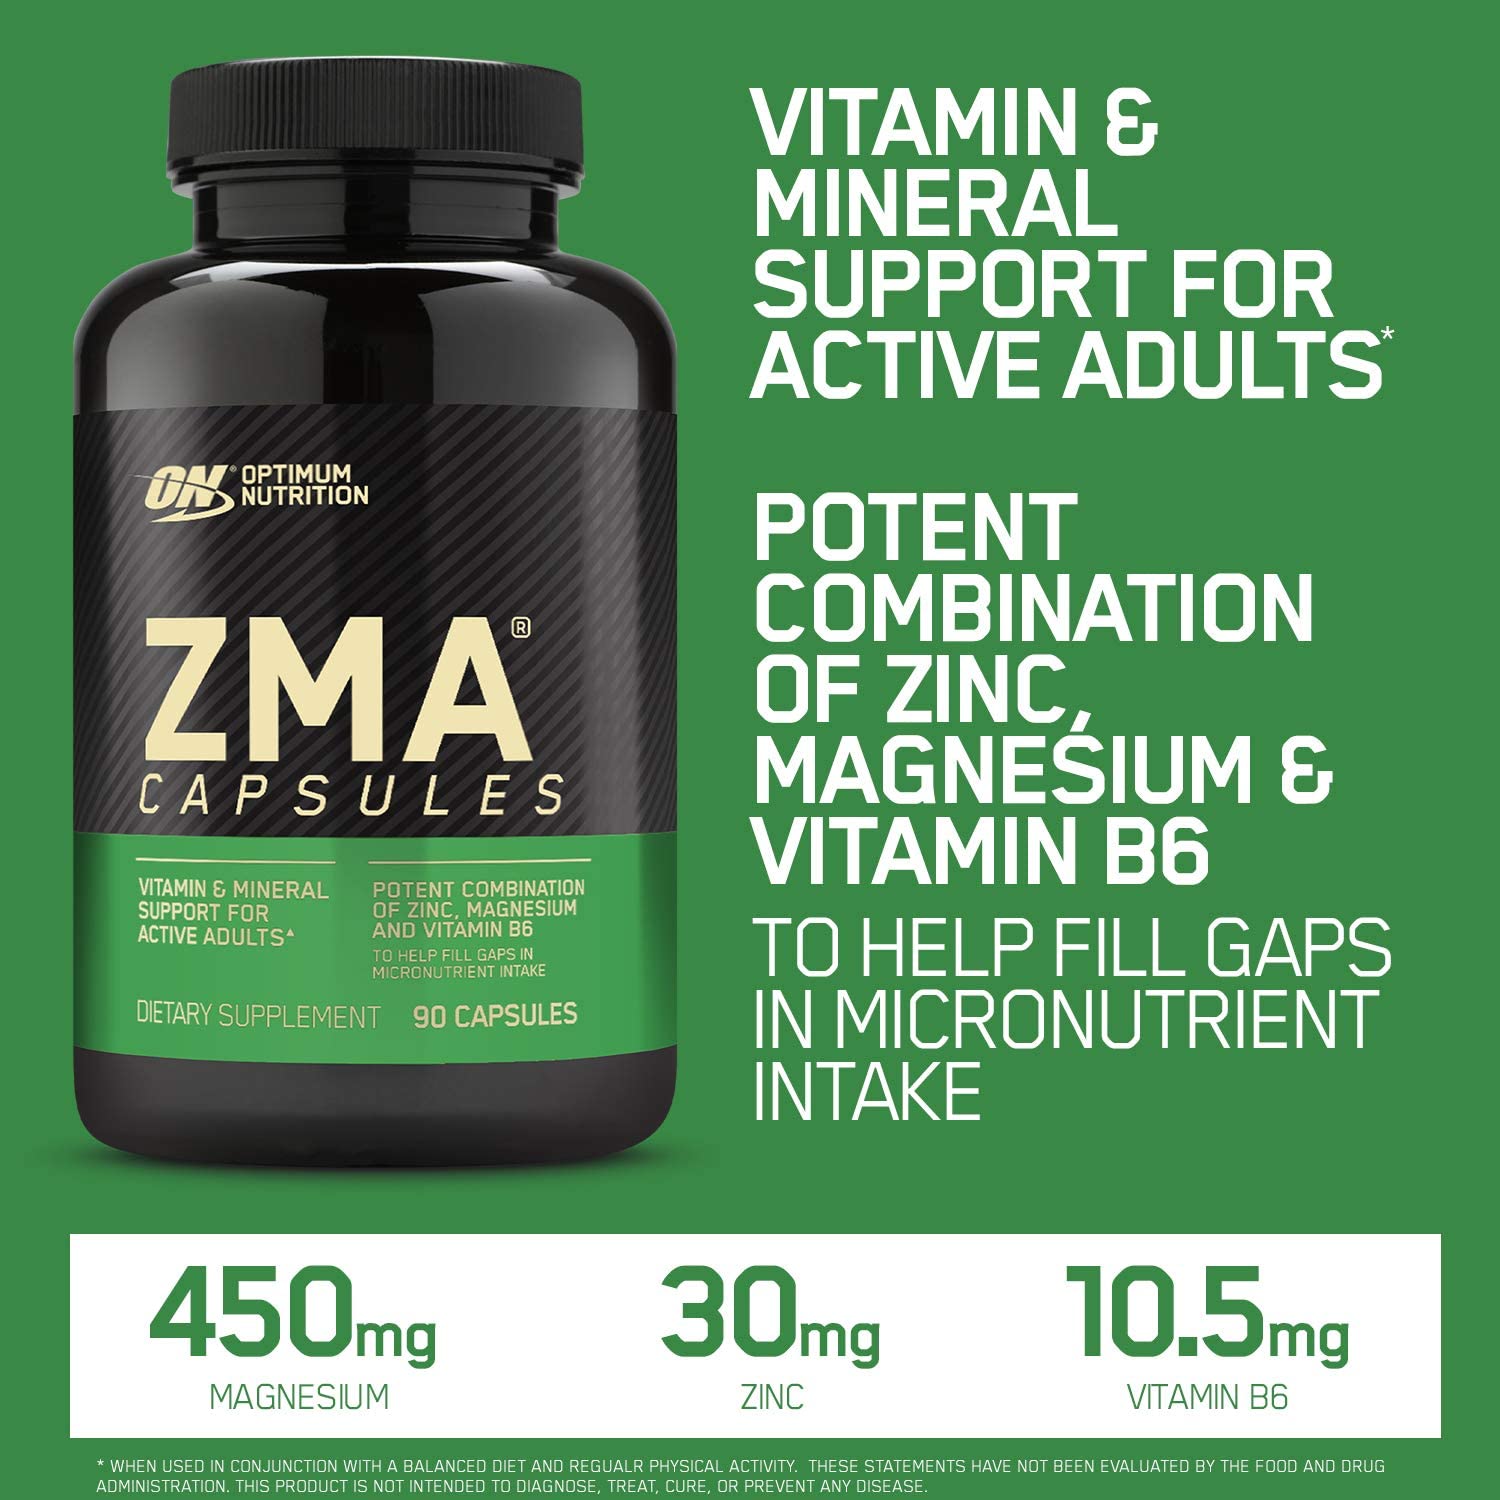 ON® OPTIMUM
NUTRITION
ZMA®
CAPSULES
VITAMIN & MINERAL
SUPPORT FOR
ACTIVE ADULTS▲
POTENT COMBINATION
OF ZINC, MAGNESIUM
AND VITAMIN B6
TO HELP FILL GAPS IN
MICRONUTRIENT INTAKE
DIETARY SUPPLEMENT 90 CAPSULES
VITAMIN &
MINERAL
SUPPORT FOR
ACTIVE ADULTS*
POTENT
COMBINATION
OF ZINC,
MAGNESIUM &
VITAMIN B6
TO HELP FILL GAPS
IN MICRONUTRIENT
INTAKE
450mg
MAGNESIUM
30mg
ZINC
10.5mg
VITAMIN B6
* WHEN USED IN CONJUNCTION WITH A BALANCED DIET AND REGUALR PHYSICAL ACTIVITY. THESE STATEMENTS HAVE NOT BEEN EVALUATED BY THE FOOD AND DRUG
ADMINISTRATION. THIS PRODUCT IS NOT INTENDED TO DIAGNOSE, TREAT, CURE, OR PREVENT ANY DISEASE.